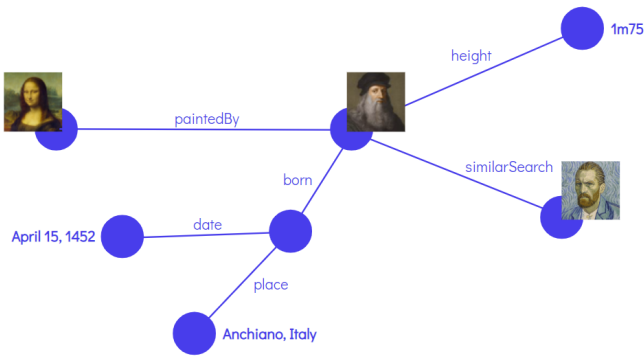 1m75
height
paintedBy
similarSearch
born
date
April 15, 1452
place
Anchiano, Italy